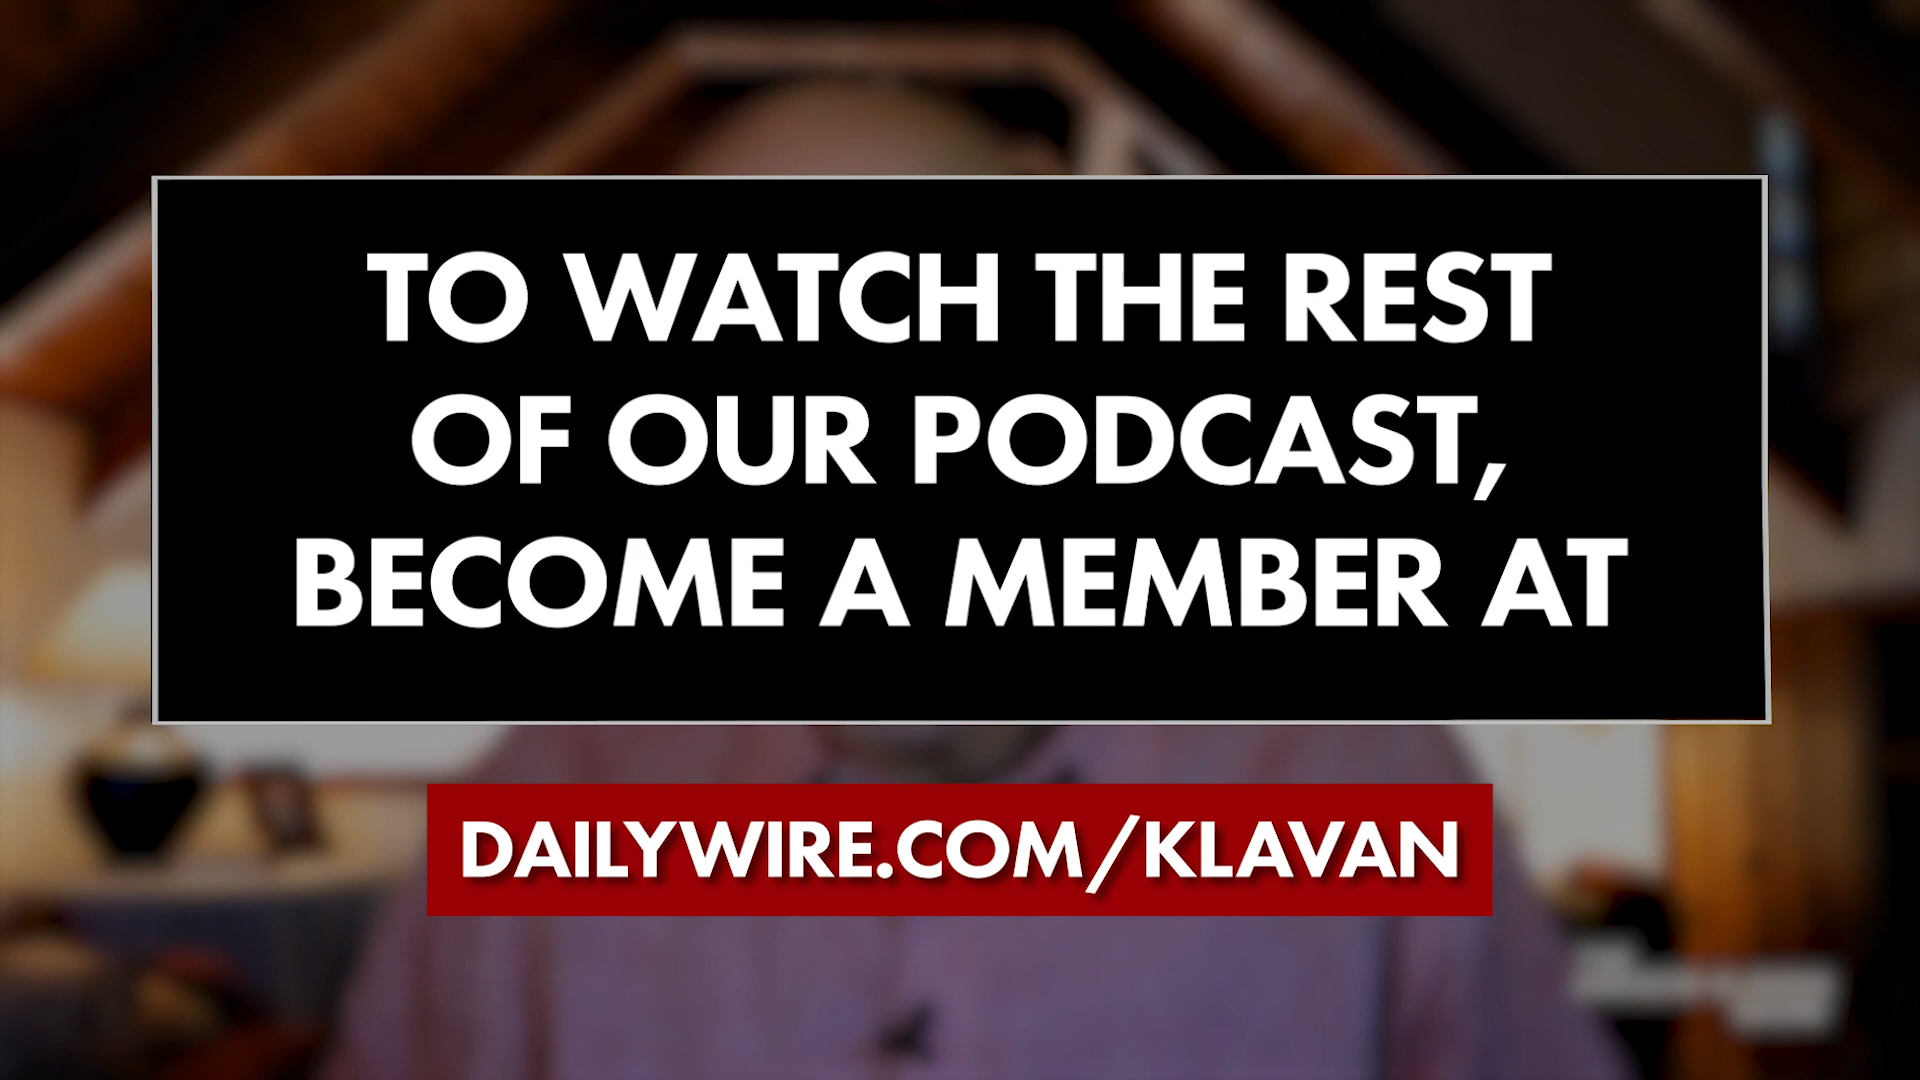 TO WATCH THE REST
OF OUR PODCAST,
BECOME A MEMBER AT
DAILYWIRE.COM/KLAVAN